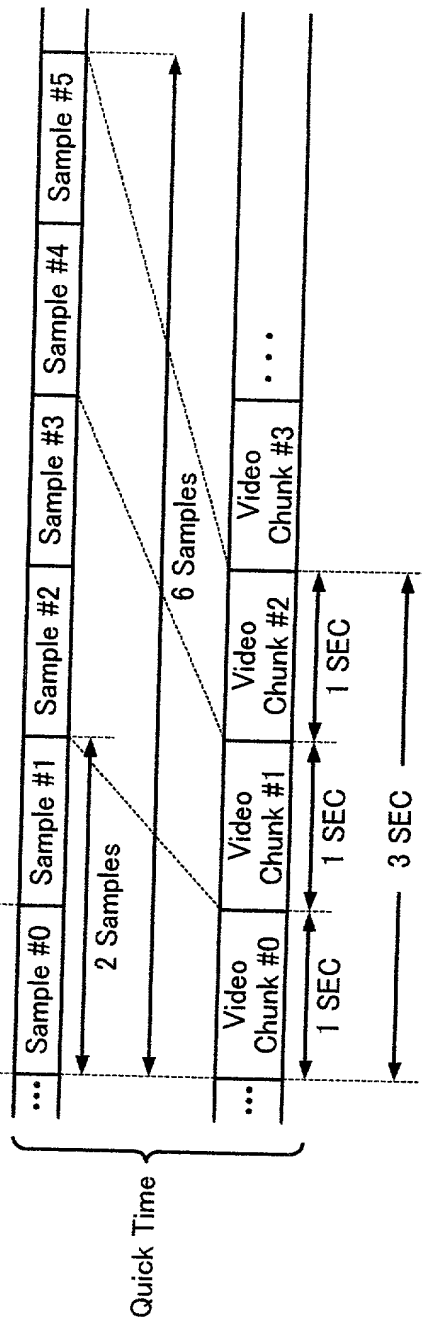 Quick Time
... Sample #0 Sample #1 Sample #2 Sample #3 Sample #4 Sample #5
2 Samples
6 Samples
... Video Chunk #0 Video Chunk #1 Video Chunk #2 Video Chunk #3 ...
1 SEC 1 SEC 1 SEC
3 SEC